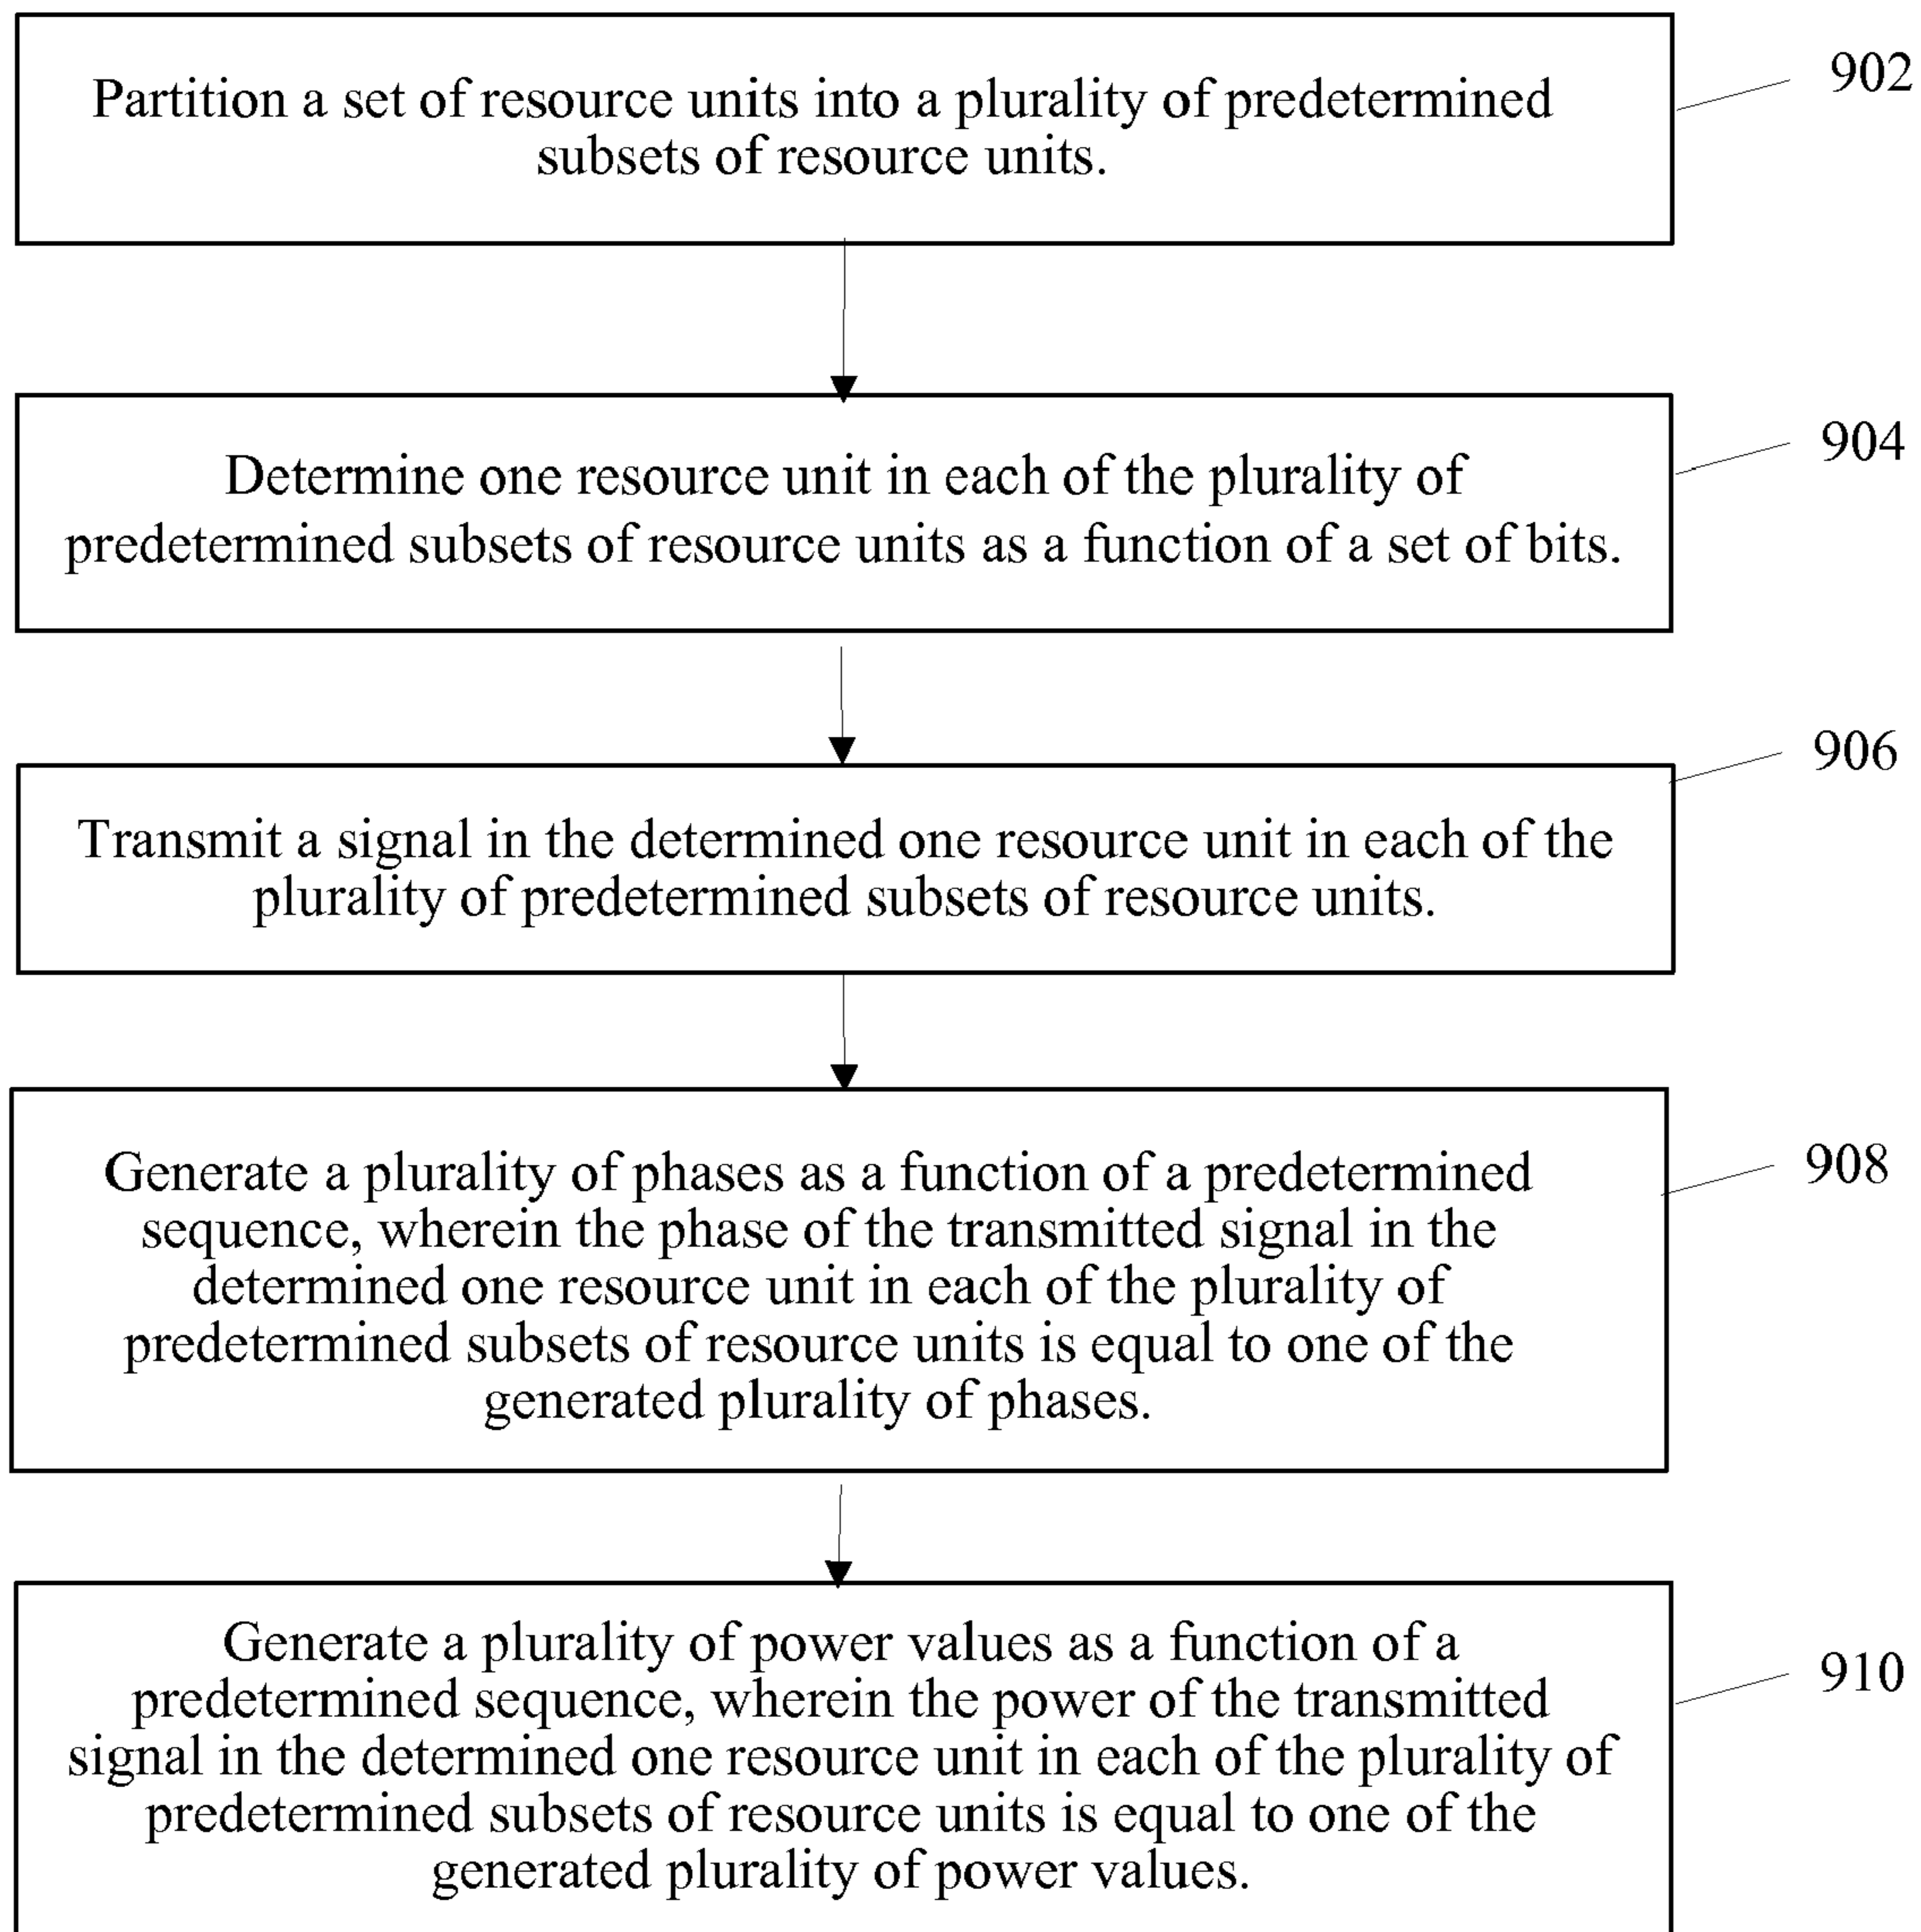 Partition a set of resource units into a plurality of predetermined
subsets of resource units.
902
Determine one resource unit in each of the plurality of
predetermined subsets of resource units as a function of a set of bits.
904
Transmit a signal in the determined one resource unit in each of the
plurality of predetermined subsets of resource units.
906
Generate a plurality of phases as a function of a predetermined
sequence, wherein the phase of the transmitted signal in the
determined one resource unit in each of the plurality of
predetermined subsets of resource units is equal to one of the
generated plurality of phases.
908
Generate a plurality of power values as a function of a
predetermined sequence, wherein the power of the transmitted
signal in the determined one resource unit in each of the plurality of
predetermined subsets of resource units is equal to one of the
generated plurality of power values.
910